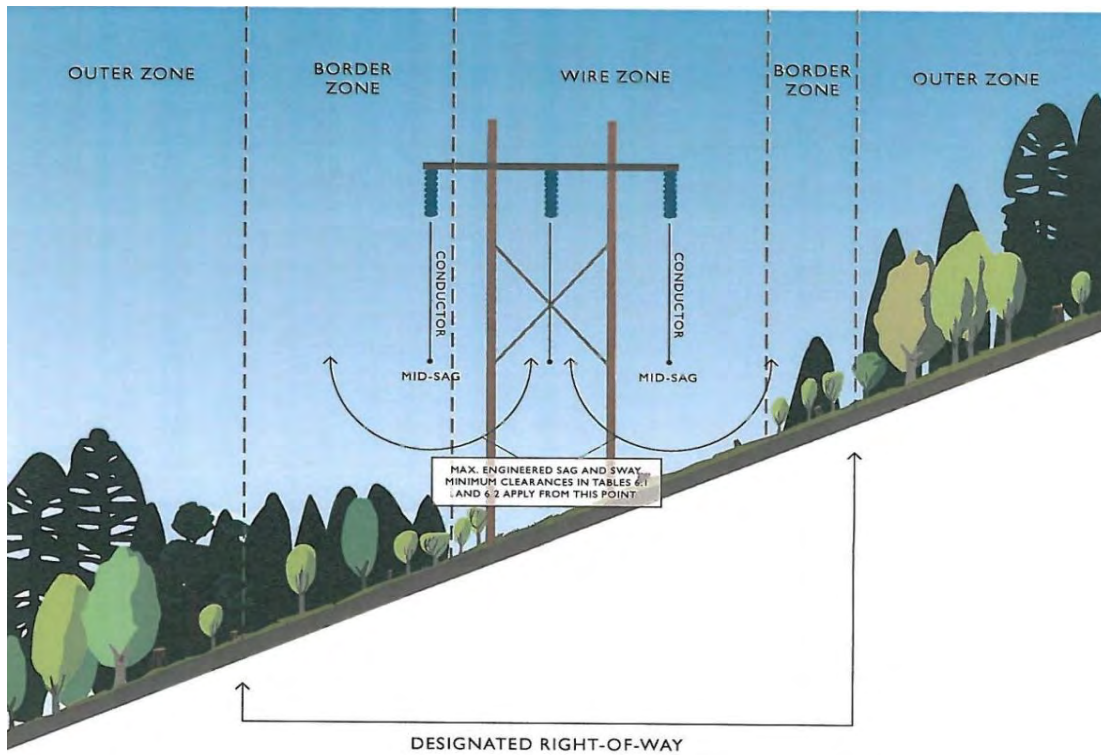 OUTER ZONE
BORDER
ZONE
WIRE ZONE
BORDER
ZONE
OUTER ZONE
CONDUCTOR
CONDUCTOR
MID-SAG
MID-SAG
MAX. ENGINEERED SAG AND SWAY
MINIMUM CLEARANCES IN TABLES 6.1
AND 6.2 APPLY FROM THIS POINT
DESIGNATED RIGHT-OF-WAY